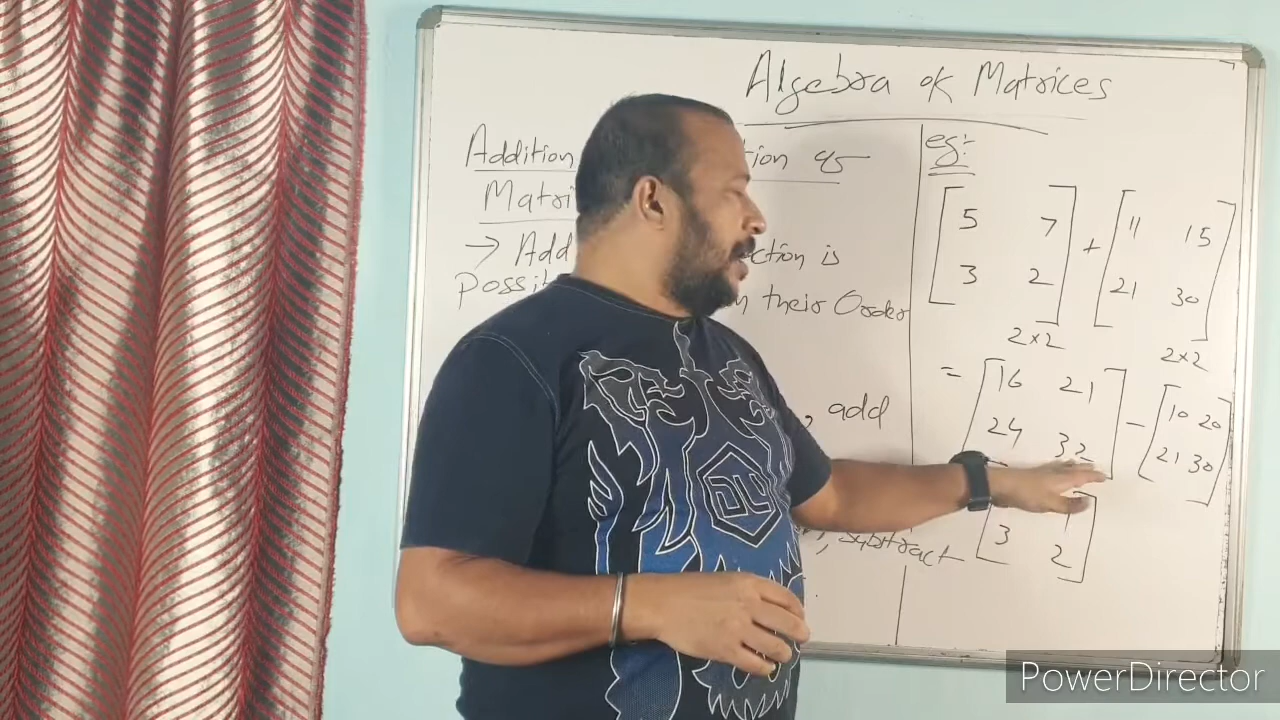 Algebra of Matrices
Addition tion of
Matri
→ Add ction is
possi n their Order
, add
, subtract
eg:-
[5 7] + [11 15]
[3 2] [21 30]
2×2 2×2
= [16 21] - [10 20]
[24 32] [21 30]
1
[3 2]
DLY
PowerDirector